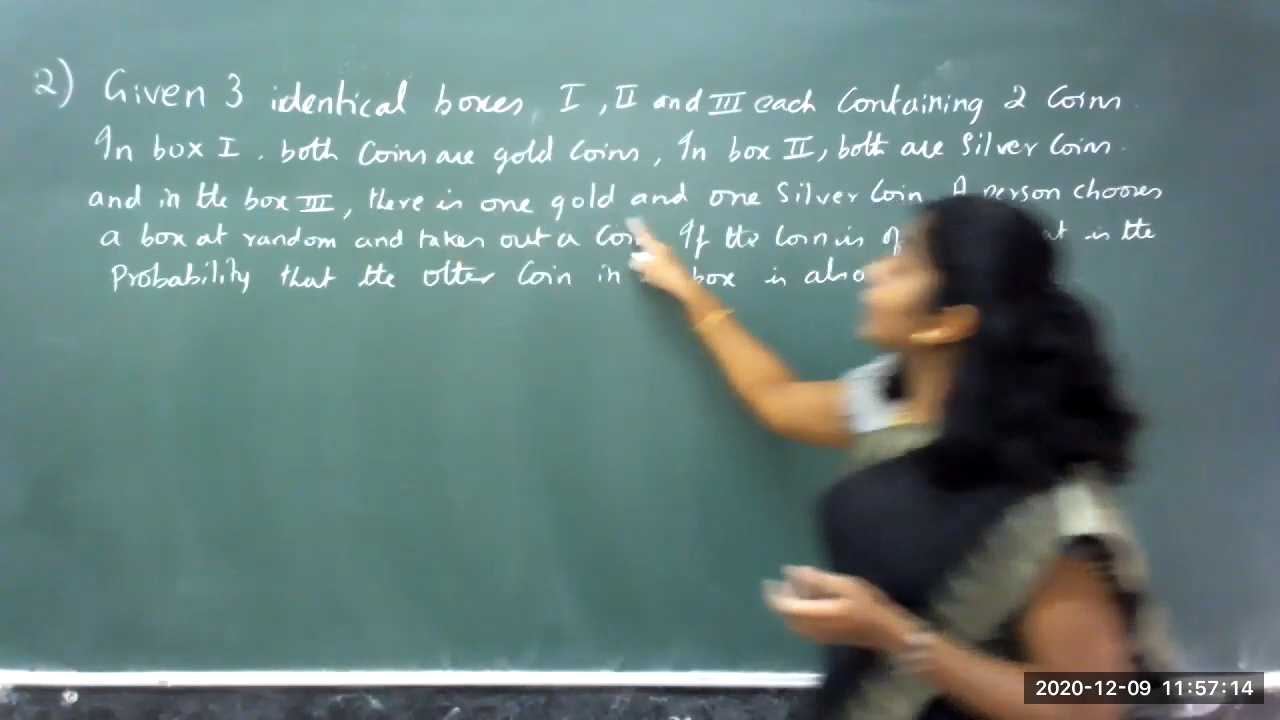 2) Given 3 identical boxes, I, II and III each Containing 2 Coins.
In box I. both Coins are gold Coins, In box II, both are Silver Coins.
and in the box III, there is one gold and one Silver Coin. A person chooses
a box at random and takes out a If the Coin is is the
Probability that the other Coin in box is also
2020-12-09 11:57:14